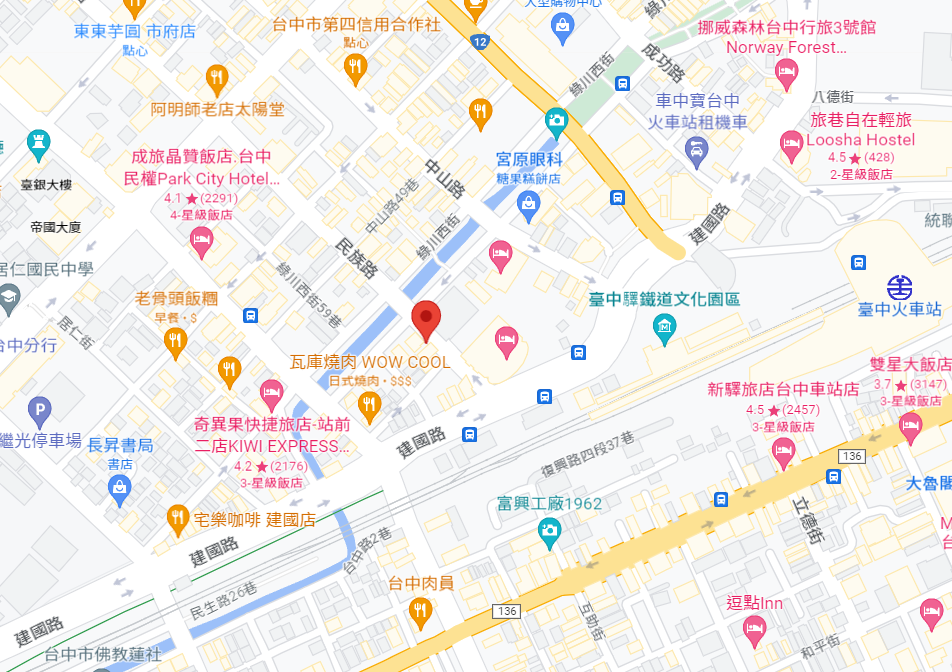 大型購物中心
東東芋圓 市府店
點心
台中市第四信用合作社
點心
12
綠川西街
成功路
挪威森林台中行旅3號館
Norway Forest...
八德街
車中寶台中
火車站租機車
旅巷自在輕旅
Loosha Hostel
4.5★(428)
2-星級飯店
阿明師老店太陽堂
臺銀大樓
成旅晶贊飯店.台中
民權Park City Hotel...
4.1★(2291)
4-星級飯店
宮原眼科
糖果糕餅店
中山路
中山路49巷
綠川西街
建國路
統聯
帝國大廈
居仁國民中學
民族路
綠川西街59巷
老骨頭飯糰
早餐・$
臺中驛鐵道文化園區
臺中火車站
居仁街
台中分行
瓦庫燒肉 WOW COOL
日式燒肉・$$$
雙星大飯店
3.7★(3147)
3-星級飯店
新驛旅店台中車站店
4.5★(2457)
3-星級飯店
P
繼光停車場
奇異果快捷旅店-站前
二店KIWI EXPRESS...
4.2★(2176)
3-星級飯店
長昇書局
書店
建國路
復興路四段37巷
136
大魯閣
富興工廠1962
立德街
宅樂咖啡 建國店
建國路
台中路2巷
台中肉員
民生路26巷
136
互助街
逗點Inn
和平街
建國路
台中市佛教蓮社
M
台